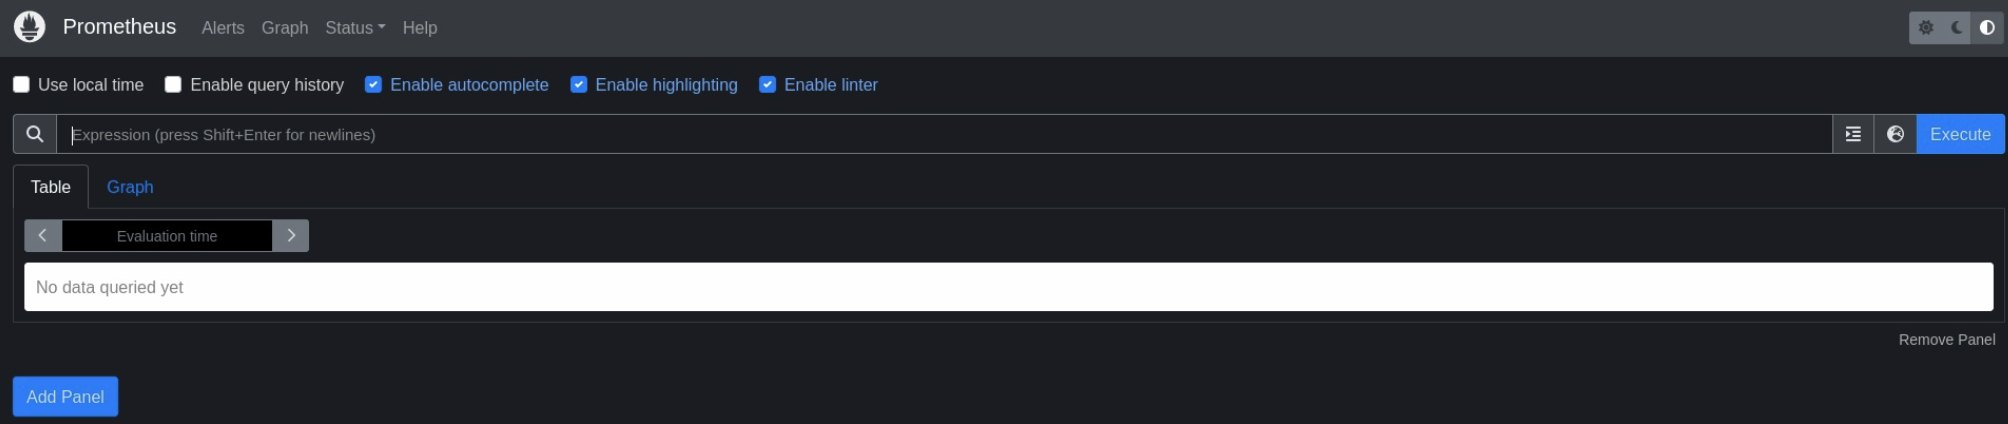 Prometheus Alerts Graph Status Help
Use local time Enable query history Enable autocomplete Enable highlighting Enable linter
Expression (press Shift+Enter for newlines) Execute
Table Graph
Evaluation time
No data queried yet
Remove Panel
Add Panel